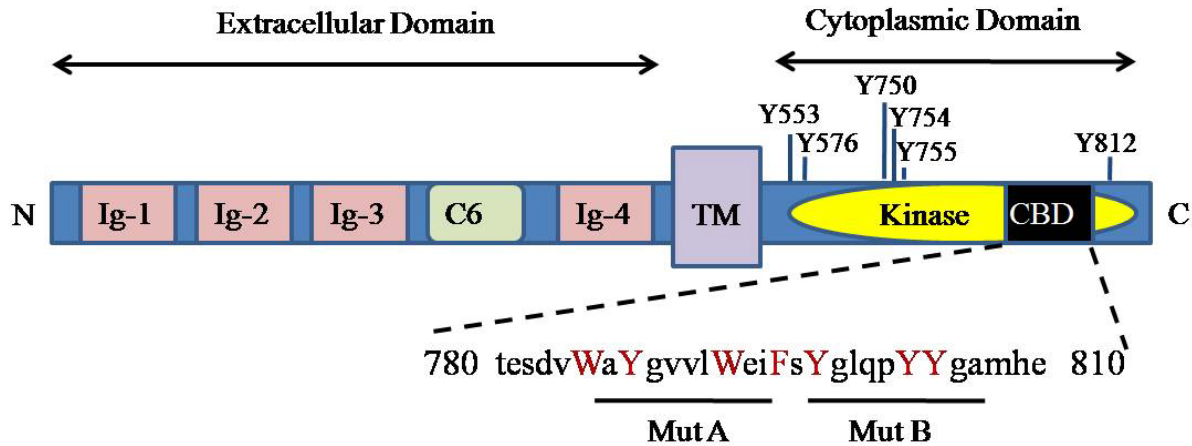 Extracellular Domain
Cytoplasmic Domain
Y750
Y553
Y754
Y576
Y755
Y812
N
Ig-1
Ig-2
Ig-3
C6
Ig-4
TM
Kinase
CBD
C
780 tesdvWaYgvvlWeiFsYglqpYYgamhe 810
Mut A
Mut B